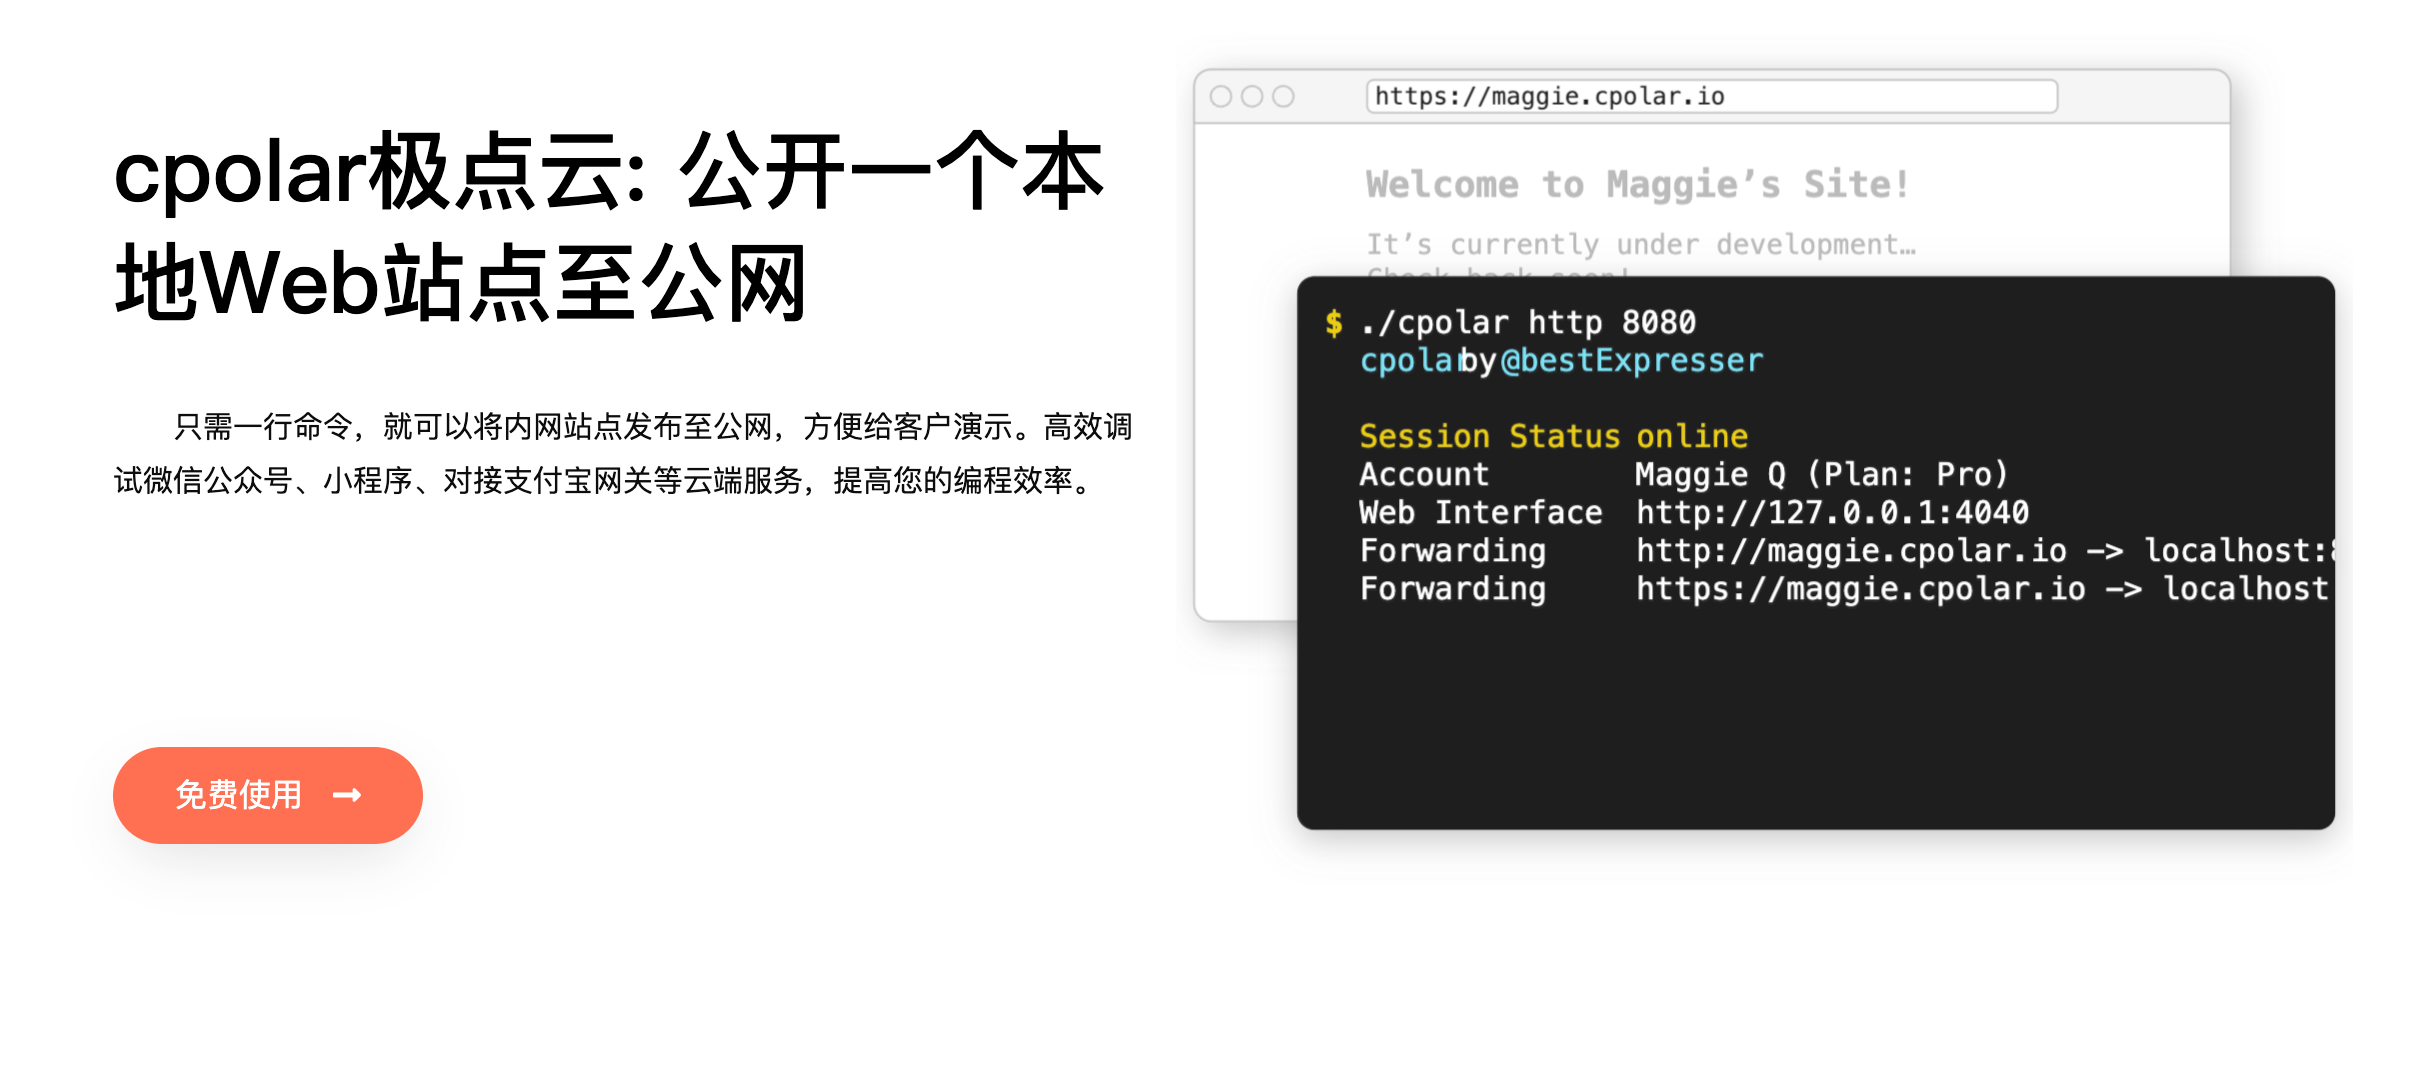 cpolar极点云: 公开一个本
地Web站点至公网
只需一行命令，就可以将内网站点发布至公网，方便给客户演示。高效调
试微信公众号、小程序、对接支付宝网关等云端服务，提高您的编程效率。
免费使用 →
https://maggie.cpolar.io
Welcome to Maggie’s Site!
It’s currently under development…
Check back soon!
$ ./cpolar http 8080
cpolar by @bestExpresser
Session Status online
Account Maggie Q (Plan: Pro)
Web Interface http://127.0.0.1:4040
Forwarding http://maggie.cpolar.io -> localhost:8
Forwarding https://maggie.cpolar.io -> localhost